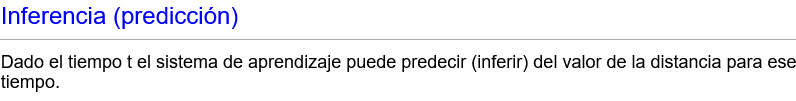 Inferencia (predicción)
Dado el tiempo t el sistema de aprendizaje puede predecir (inferir) del valor de la distancia para ese
tiempo.